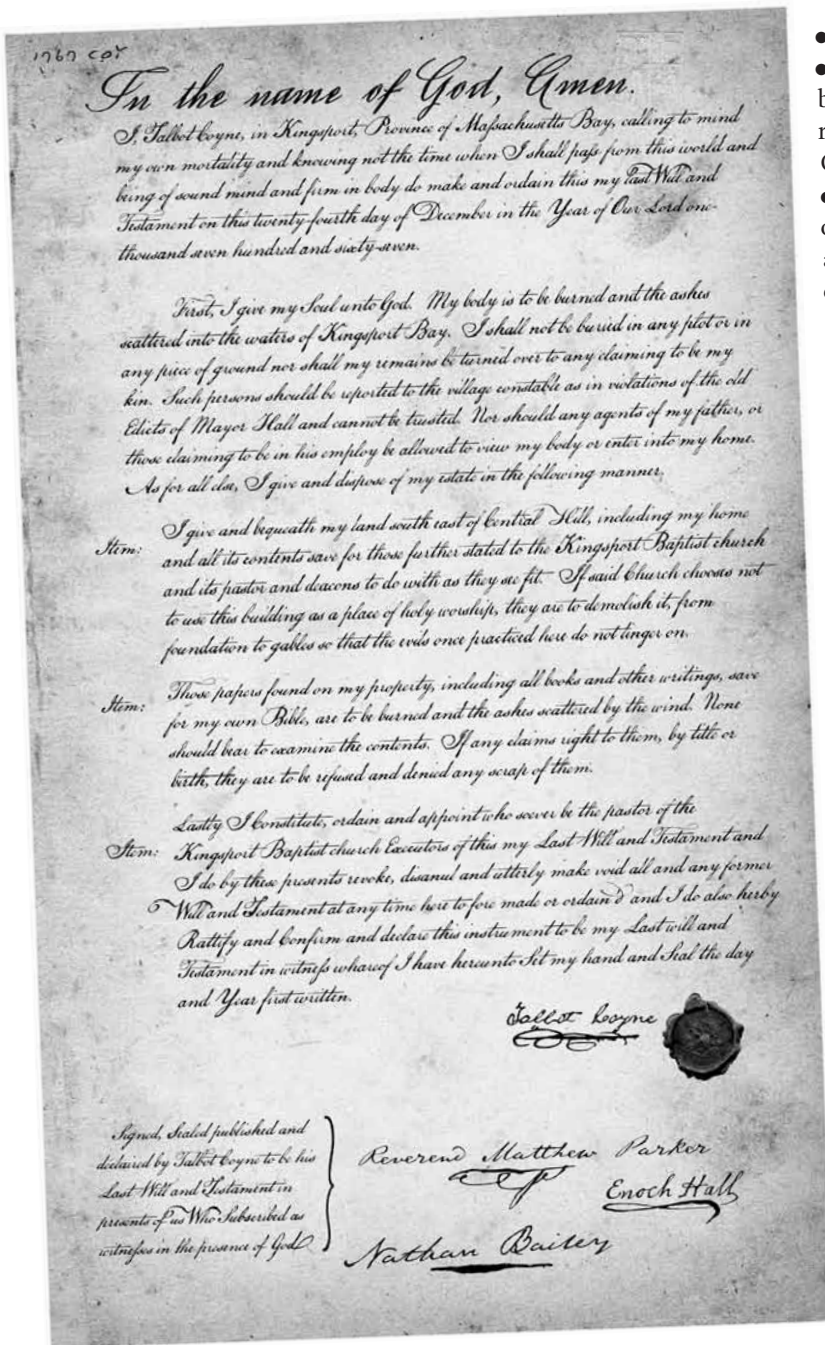 1767 COY
In the name of God, Amen.
I, Talbot Coyne, in Kingsport, Province of Maſsachusetts Bay, calling to mind
my own mortality and knowing not the time when I shall paſs from this world and
being of sound mind and firm in body do make and ordain this my Last Will and
Testament on this twenty-fourth day of December in the Year of Our Lord one-
thousand seven hundred and sixty-seven.
First, I give my Soul unto God. My body is to be burned and the ashes
scattered into the waters of Kingsport Bay. I shall not be buried in any plot or in
any piece of ground nor shall my remains be turned over to any claiming to be my
kin. Such persons should be reported to the village constable as in violations of the old
Edicts of Mayor Hall and cannot be trusted. Nor should any agents of my father, or
those claiming to be in his employ be allowed to view my body or enter into my home.
As for all else, I give and dispose of my estate in the following manner.
Item: I give and bequeath my land south east of Central Hill, including my home
and all its contents save for those further stated to the Kingsport Baptist church
and its pastor and deacons to do with as they see fit. If said Church chooses not
to use this building as a place of holy worship, they are to demolish it, from
foundation to gables so that the evils once practiced here do not linger on.
Item: Those papers found on my property, including all books and other writings, save
for my own Bible, are to be burned and the ashes scattered by the wind. None
should bear to examine the contents. If any claims right to them, by title or
birth, they are to be refused and denied any scrap of them.
Lastly I Constitute, ordain and appoint who soever be the pastor of the
Item: Kingsport Baptist church Executors of this my Last Will and Testament and
I do by these presents revoke, disanul and utterly make void all and any former
Will and Testament at any time here to fore made or ordain'd and I do also herby
Rattify and Confirm and declare this instrument to be my Last will and
Testament in witneſs whareof I have hereunto Set my hand and Seal the day
and Year first written.
Talbot Coyne
Signed, Sealed published and
declaired by Talbot Coyne to be his
Last Will and Testament in
presents of us Who Subscribed as
witneſses in the presence of God
Reverend Matthew Parker
Enoch Hall
Nathan Bailey